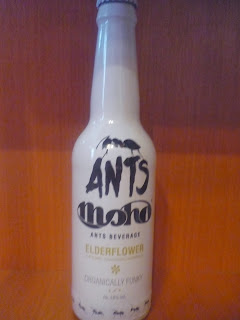 ANTS
moho
ANTS BEVERAGE
ELDERFLOWER
ORGANICALLY FUNKY